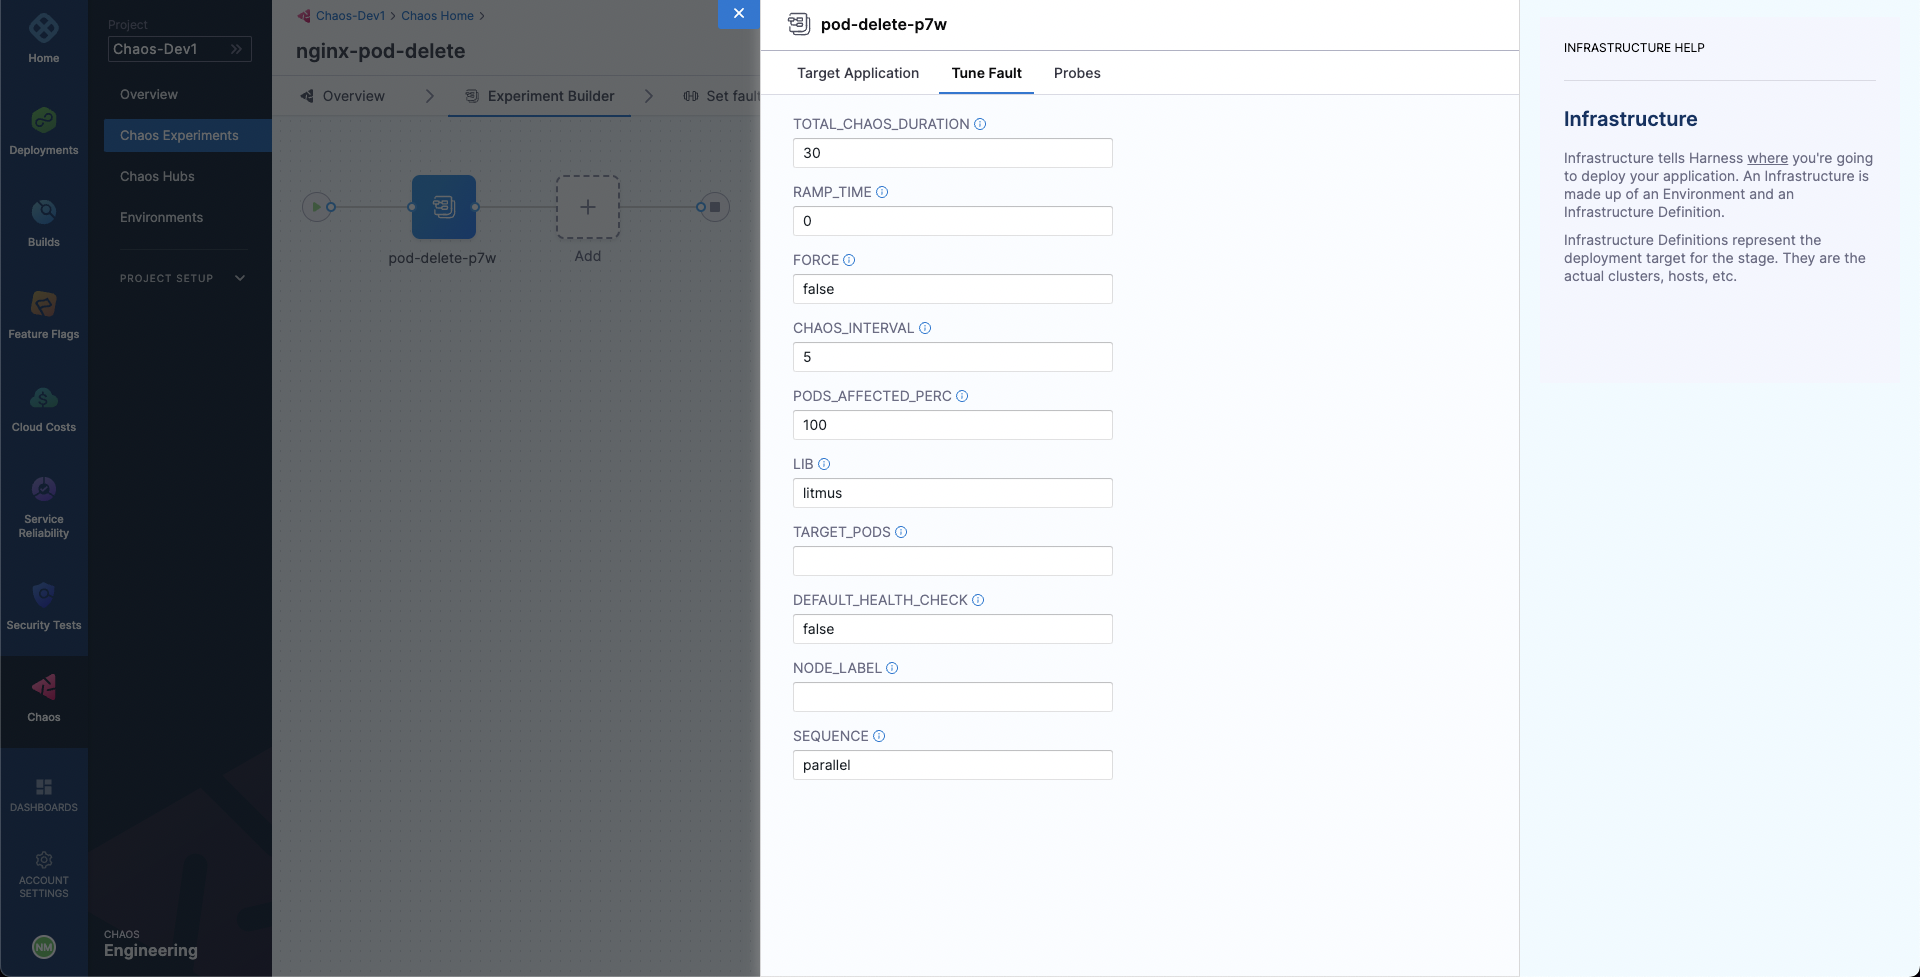 Home
Deployments
Builds
Feature Flags
Cloud Costs
Service
Reliability
Security Tests
Chaos
DASHBOARDS
ACCOUNT
SETTINGS
NM
Project
Chaos-Dev1
Overview
Chaos Experiments
Chaos Hubs
Environments
PROJECT SETUP
CHAOS
Engineering
Chaos-Dev1 > Chaos Home >
nginx-pod-delete
Overview
Experiment Builder
Set fault
pod-delete-p7w
Add
pod-delete-p7w
Target Application
Tune Fault
Probes
TOTAL_CHAOS_DURATION
30
RAMP_TIME
0
FORCE
false
CHAOS_INTERVAL
5
PODS_AFFECTED_PERC
100
LIB
litmus
TARGET_PODS
DEFAULT_HEALTH_CHECK
false
NODE_LABEL
SEQUENCE
parallel
INFRASTRUCTURE HELP
Infrastructure
Infrastructure tells Harness where you're going
to deploy your application. An Infrastructure is
made up of an Environment and an
Infrastructure Definition.
Infrastructure Definitions represent the
deployment target for the stage. They are the
actual clusters, hosts, etc.